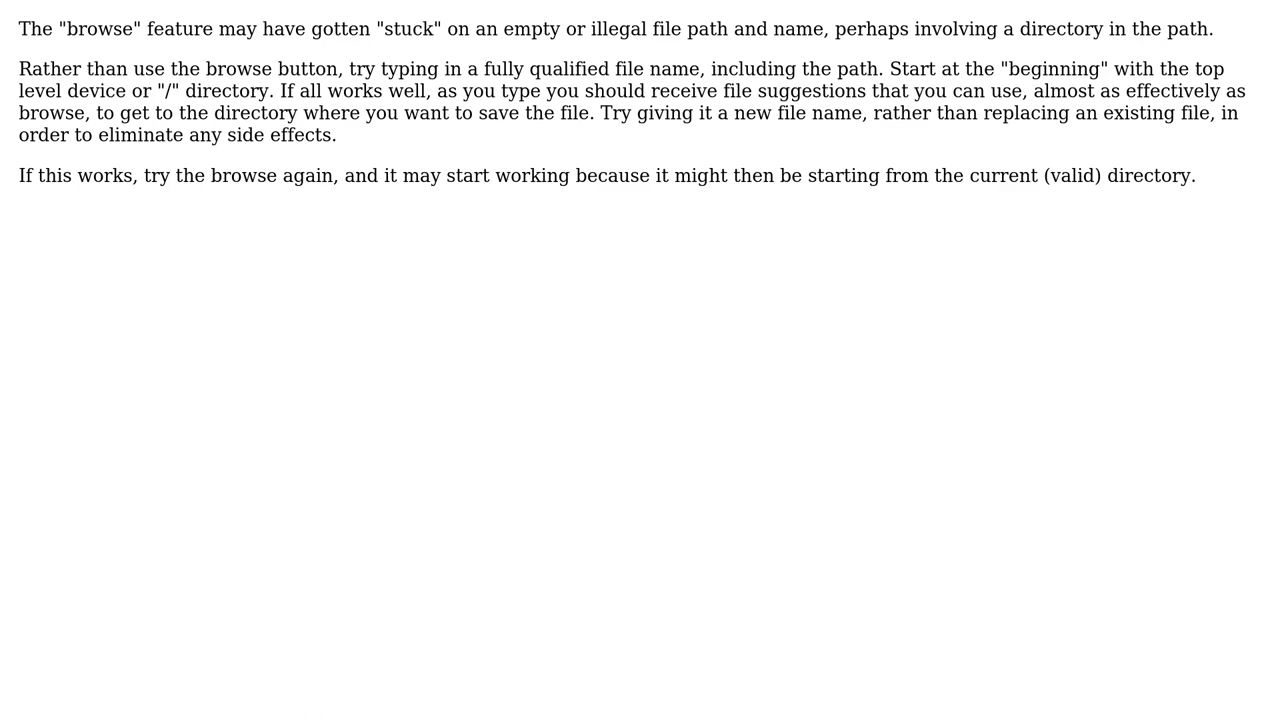 The "browse" feature may have gotten "stuck" on an empty or illegal file path and name, perhaps involving a directory in the path.
Rather than use the browse button, try typing in a fully qualified file name, including the path. Start at the "beginning" with the top
level device or "/" directory. If all works well, as you type you should receive file suggestions that you can use, almost as effectively as
browse, to get to the directory where you want to save the file. Try giving it a new file name, rather than replacing an existing file, in
order to eliminate any side effects.
If this works, try the browse again, and it may start working because it might then be starting from the current (valid) directory.